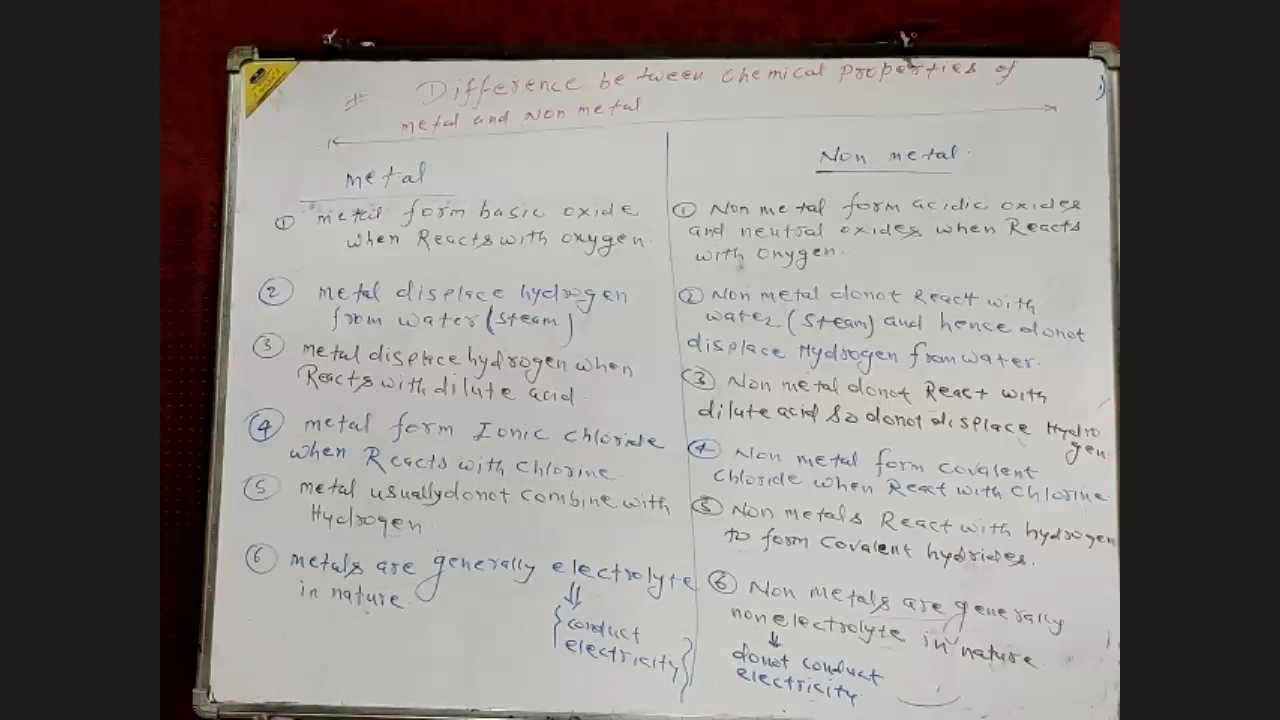 # Difference between chemical properties of
metal and Non metal
metal
① metal form basic oxide
when Reacts with oxygen.
② metal displace hydrogen
from water (steam)
③ metal displace hydrogen when
Reacts with dilute acid
④ metal form Ionic chloride
when Reacts with chlorine
⑤ metal usually donot combine with
Hydrogen.
⑥ metals are generally electrolyte
in nature.
⇓
{conduct
electricity}
Non metal.
① Non metal form acidic oxides
and neutral oxides when Reacts
with Oxygen..
② Non metal donot React with
water (steam) and hence donot
displace Hydrogen from water.
③ Non metal donot React with
dilute acid so donot displace Hydro
gen.
④ Non metal form covalent
chloride when React with chlorine.
⑤ Non metals React with hydrogen
to form covalent hydrides.
⑥ Non metals are generally
nonelectrolyte in nature.
⇓
donot conduct
electricity